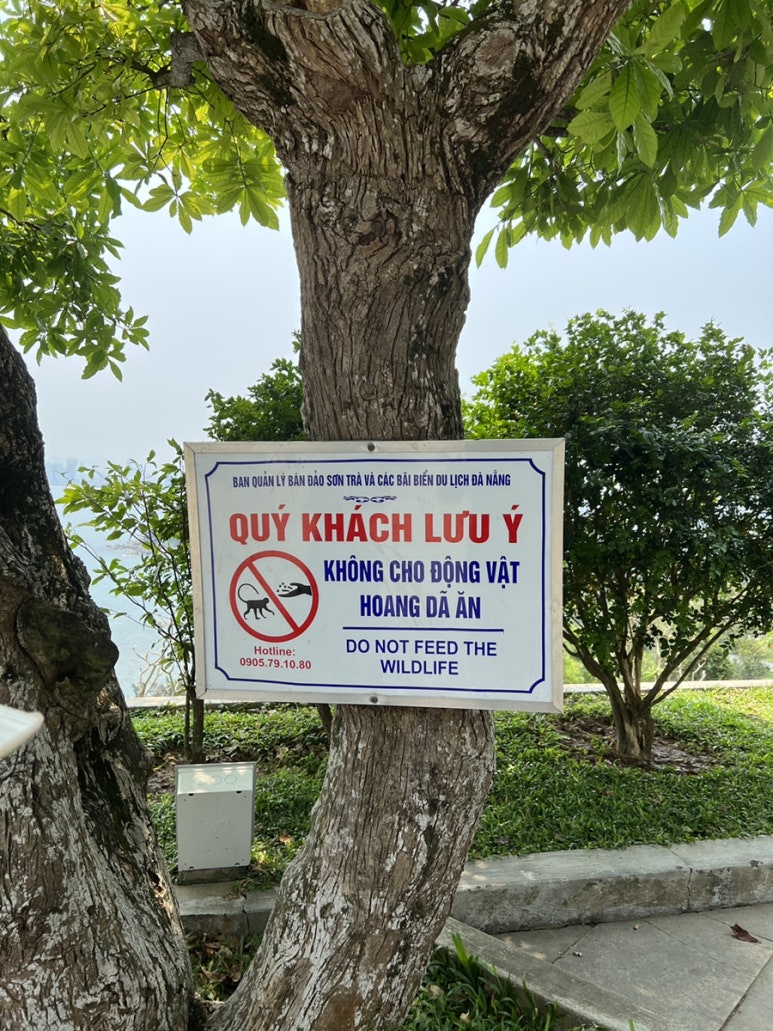 BAN QUẢN LÝ BÁN ĐẢO SƠN TRÀ VÀ CÁC BÃI BIỂN DU LỊCH ĐÀ NẴNG
QUÝ KHÁCH LƯU Ý
KHÔNG CHO ĐỘNG VẬT
HOANG DÃ ĂN
DO NOT FEED THE
WILDLIFE
Hotline:
0905.79.10.80